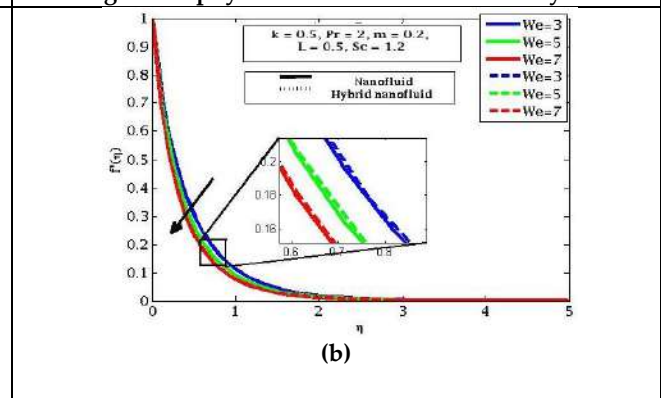 k = 0.5, Pr = 2, m = 0.2,
L = 0.5, Sc = 1.2
Nanofluid
Hybrid nanofluid
We=3
We=5
We=7
We=3
We=5
We=7
1
0.9
0.8
0.7
0.6
0.5
0.4
0.3
0.2
0.1
0
f'(η)
0.2
0.18
0.16
0.6
0.7
0.8
0 1 2 3 4 5
η
(b)